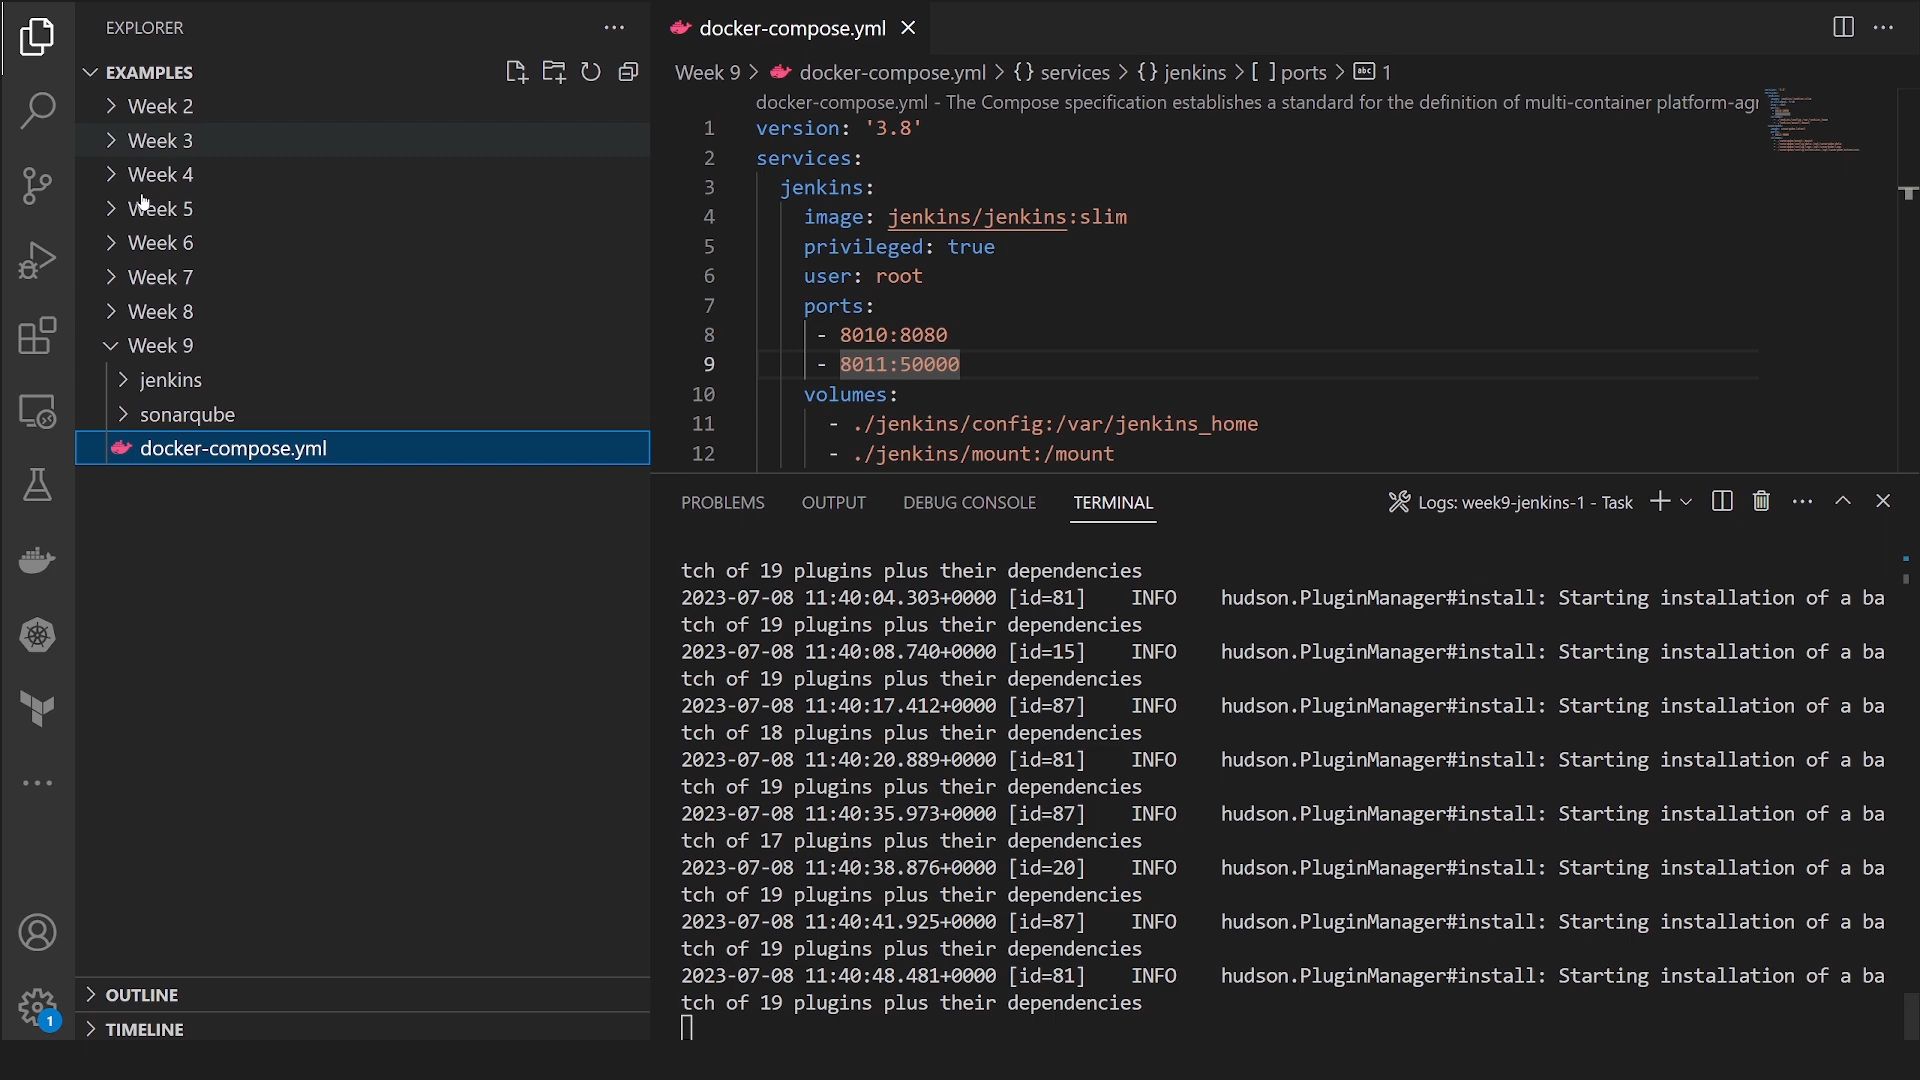 EXPLORER
EXAMPLES
Week 2
Week 3
Week 4
Week 5
Week 6
Week 7
Week 8
Week 9
jenkins
sonarqube
docker-compose.yml
OUTLINE
TIMELINE
1
docker-compose.yml
Week 9 > docker-compose.yml > {} services > {} jenkins > [ ] ports > abc 1
docker-compose.yml - The Compose specification establishes a standard for the definition of multi-container platform-agr
1 version: '3.8'
2 services:
3 jenkins:
4 image: jenkins/jenkins:slim
5 privileged: true
6 user: root
7 ports:
8 - 8010:8080
9 - 8011:50000
10 volumes:
11 - ./jenkins/config:/var/jenkins_home
12 - ./jenkins/mount:/mount
PROBLEMS OUTPUT DEBUG CONSOLE TERMINAL Logs: week9-jenkins-1 - Task
tch of 19 plugins plus their dependencies
2023-07-08 11:40:04.303+0000 [id=81] INFO hudson.PluginManager#install: Starting installation of a ba
tch of 19 plugins plus their dependencies
2023-07-08 11:40:08.740+0000 [id=15] INFO hudson.PluginManager#install: Starting installation of a ba
tch of 19 plugins plus their dependencies
2023-07-08 11:40:17.412+0000 [id=87] INFO hudson.PluginManager#install: Starting installation of a ba
tch of 18 plugins plus their dependencies
2023-07-08 11:40:20.889+0000 [id=81] INFO hudson.PluginManager#install: Starting installation of a ba
tch of 19 plugins plus their dependencies
2023-07-08 11:40:35.973+0000 [id=87] INFO hudson.PluginManager#install: Starting installation of a ba
tch of 17 plugins plus their dependencies
2023-07-08 11:40:38.876+0000 [id=20] INFO hudson.PluginManager#install: Starting installation of a ba
tch of 19 plugins plus their dependencies
2023-07-08 11:40:41.925+0000 [id=87] INFO hudson.PluginManager#install: Starting installation of a ba
tch of 19 plugins plus their dependencies
2023-07-08 11:40:48.481+0000 [id=81] INFO hudson.PluginManager#install: Starting installation of a ba
tch of 19 plugins plus their dependencies